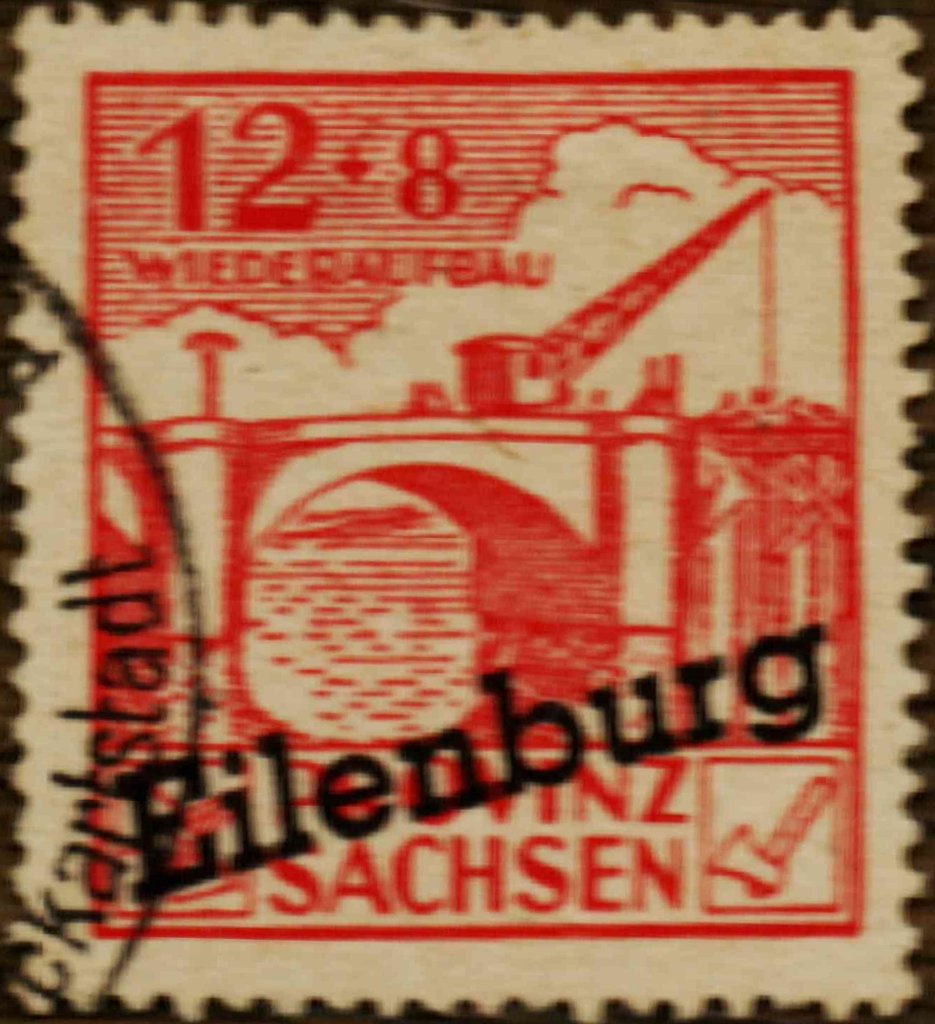 12 + 8
WIEDERAUFBAU
Eilenburg
PROVINZ
SACHSEN